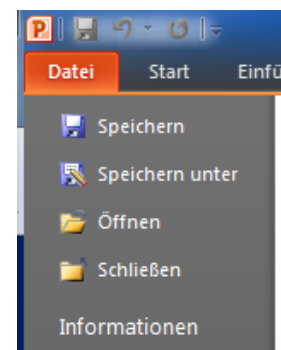 P
Datei Start Einfü
Speichern
Speichern unter
Öffnen
Schließen
Informationen